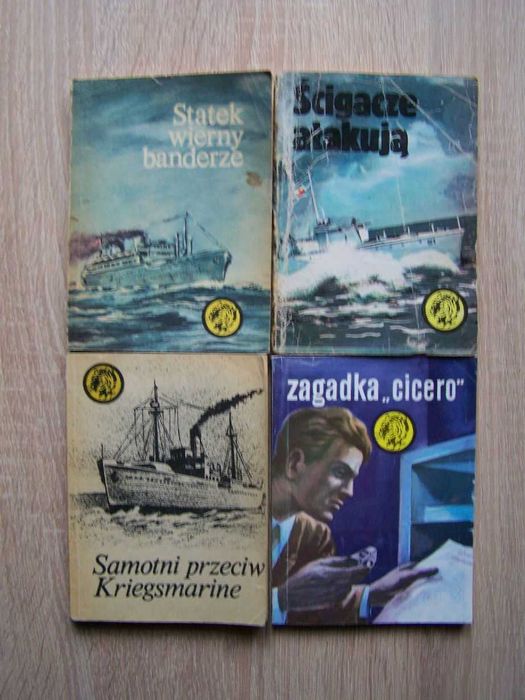 Statek
wierny
banderze
Ścigacze
atakują
Samotni przeciw
Kriegsmarine
zagadka „cicero”